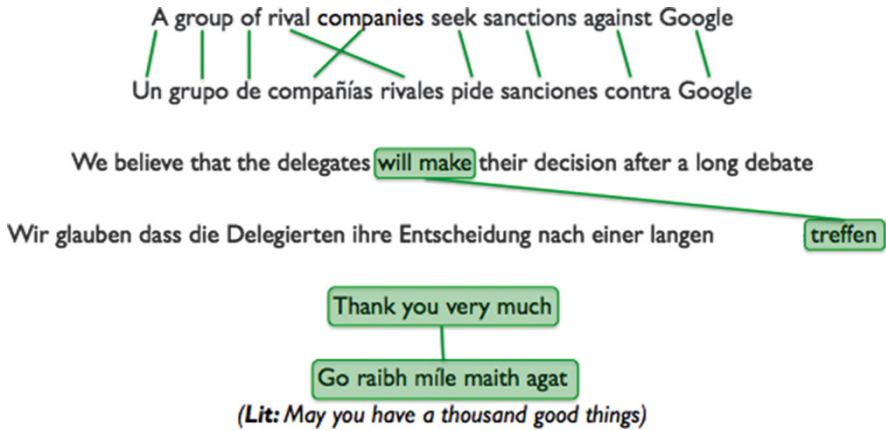 A group of rival companies seek sanctions against Google
Un grupo de compañías rivales pide sanciones contra Google
We believe that the delegates will make their decision after a long debate
Wir glauben dass die Delegierten ihre Entscheidung nach einer langen treffen
Thank you very much
Go raibh míle maith agat
(Lit: May you have a thousand good things)